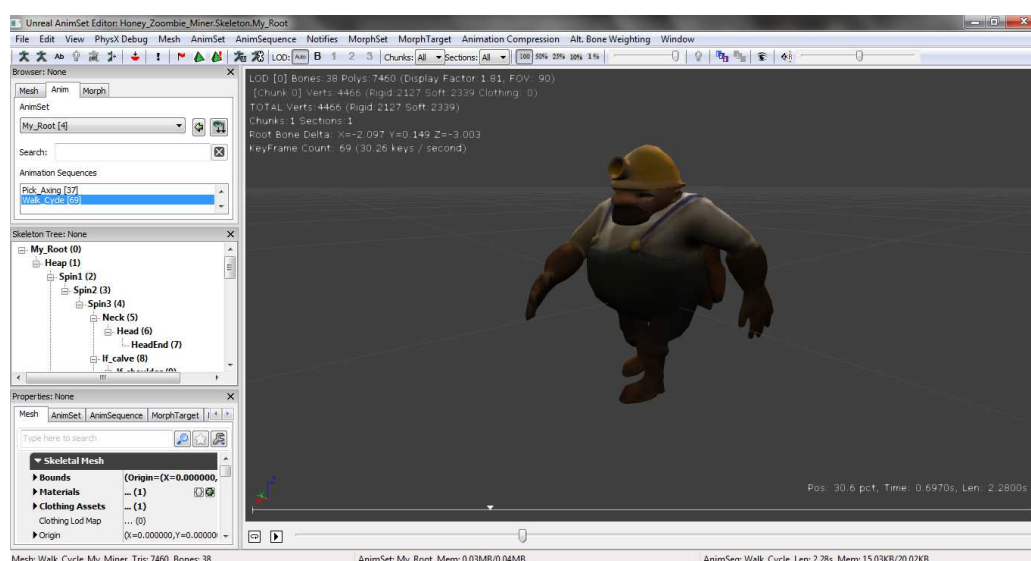 Unreal AnimSet Editor: Honey_Zoombie_Miner.Skeleton.My_Root
File Edit View PhysX Debug Mesh AnimSet AnimSequence Notifies MorphSet MorphTarget Animation Compression Alt. Bone Weighting Window
Ab LOD: Auto B 1 2 3 Chunks: All Sections: All 100 50% 25% 10% 1%
Browser: None
Mesh Anim Morph
AnimSet
My_Root [4]
Search:
Animation Sequences
Pick_Axing [37]
Walk_Cycle [69]
Skeleton Tree: None
My_Root (0)
Heap (1)
Spin1 (2)
Spin2 (3)
Spin3 (4)
Neck (5)
Head (6)
HeadEnd (7)
lf_calve (8)
lf_shoulder (9)
Properties: None
Mesh AnimSet AnimSequence MorphTarget
Type here to search
Skeletal Mesh
Bounds (Origin=(X=0.000000,
Materials ... (1)
Clothing Assets ... (1)
Clothing Lod Map ... (0)
Origin (X=0.000000,Y=0.00000
LOD [0] Bones:38 Polys:7460 (Display Factor:1.81, FOV: 90)
[Chunk 0] Verts:4466 (Rigid:2127 Soft:2339 Clothing: 0)
TOTAL Verts:4466 (Rigid:2127 Soft:2339)
Chunks:1 Sections:1
Root Bone Delta: X=-2.097 Y=0.149 Z=-3.003
KeyFrame Count: 69 (30.26 keys / second)
Z
Pos: 30.6 pct, Time: 0.6970s, Len: 2.2800s
Mesh: Walk_Cycle_My_Miner, Tris: 7460, Bones: 38
AnimSet: My_Root, Mem: 0.03MB/0.04MB
AnimSeq: Walk_Cycle, Len: 2.28s, Mem: 15.03KB/20.02KB